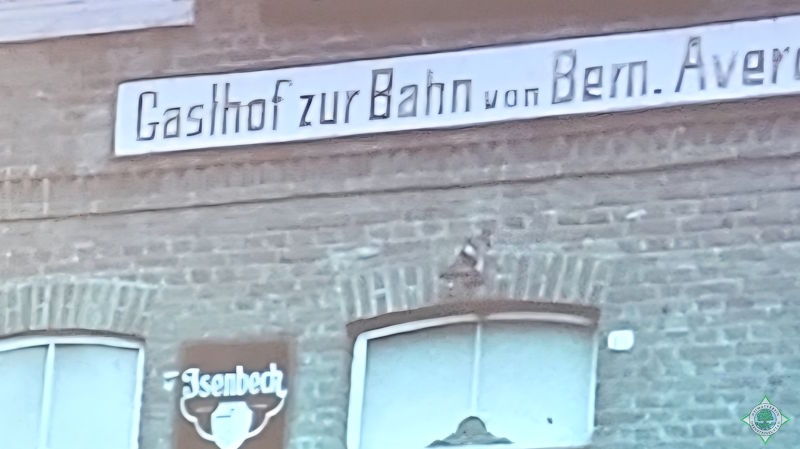 Gasthof zur Bahn von Bern. Aver
Isenbeck